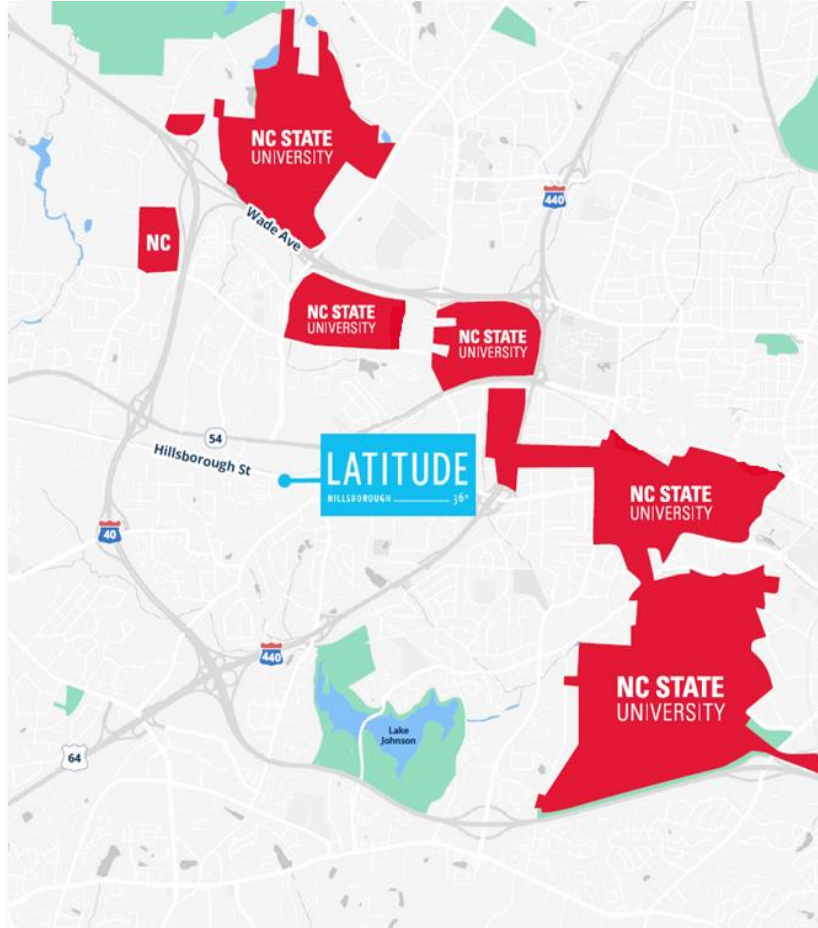 NC STATE
UNIVERSITY
440
Wade Ave
NC
NC STATE
UNIVERSITY
NC STATE
UNIVERSITY
54
Hillsborough St
LATITUDE
HILLSBOROUGH 36°
NC STATE
UNIVERSITY
40
440
NC STATE
UNIVERSITY
Lake
Johnson
64